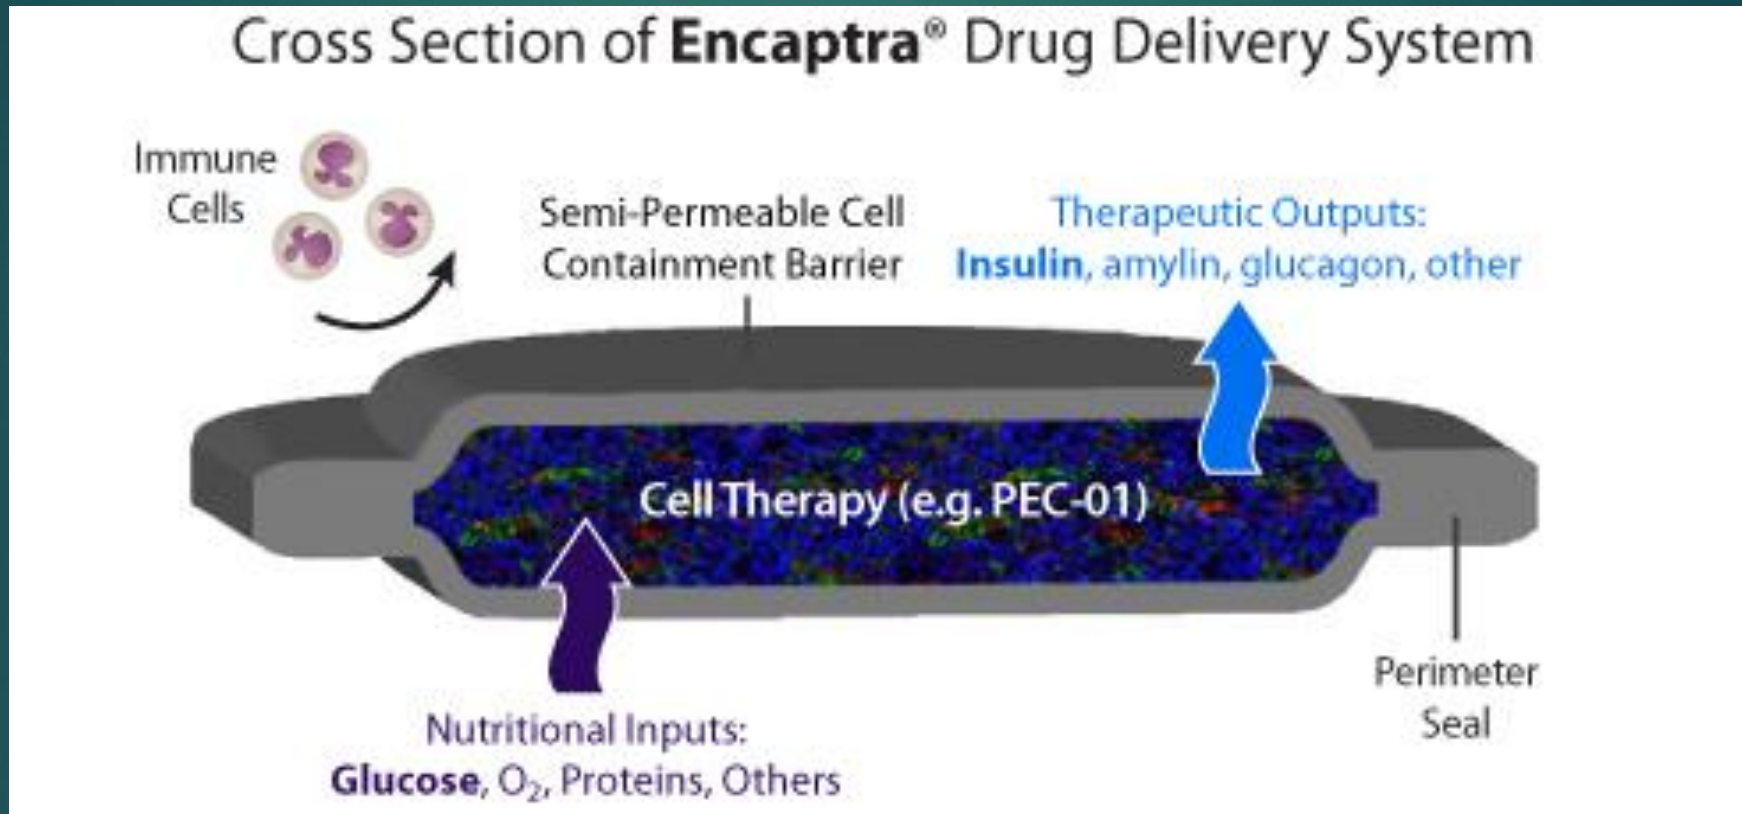 Cross Section of Encaptra® Drug Delivery System
Immune
Cells
Semi-Permeable Cell
Containment Barrier
Therapeutic Outputs:
Insulin, amylin, glucagon, other
Cell Therapy (e.g. PEC-01)
Perimeter
Seal
Nutritional Inputs:
Glucose, O₂, Proteins, Others